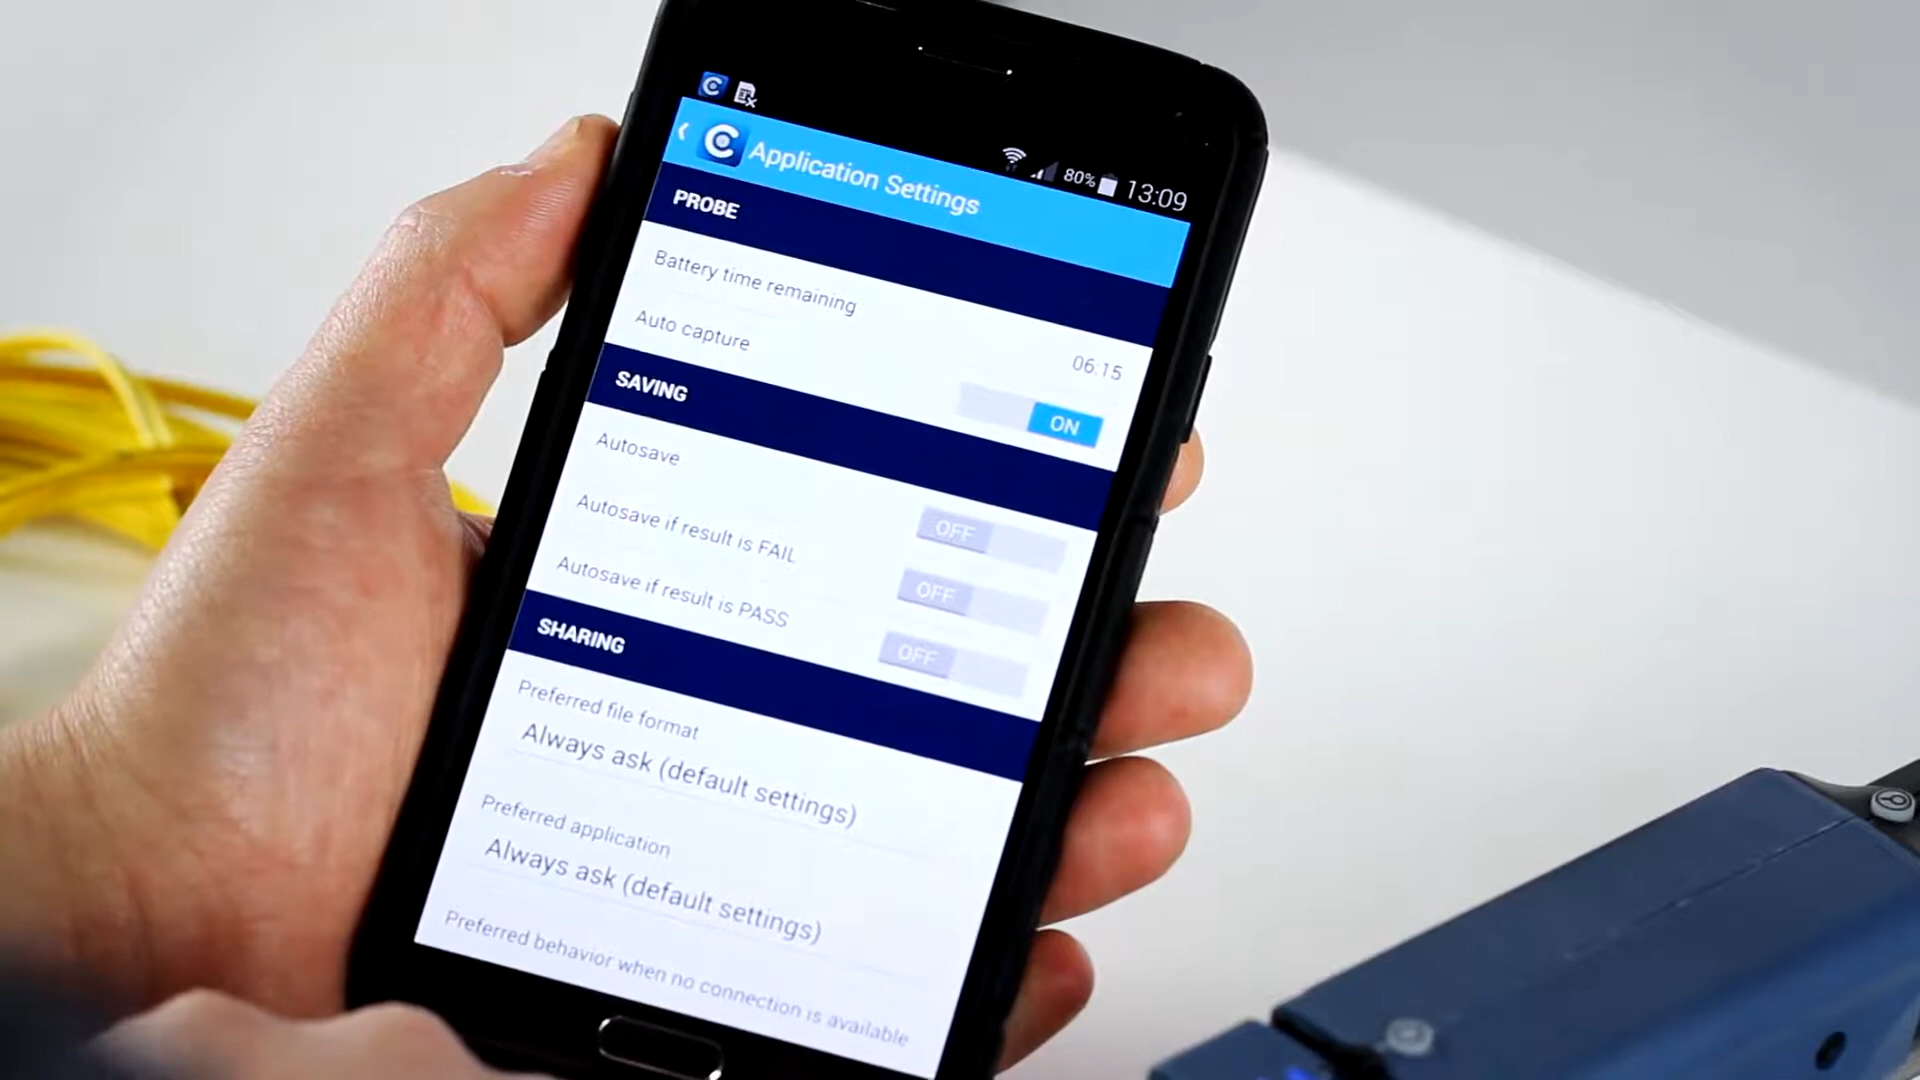 80% 13:09
Application Settings
PROBE
Battery time remaining
06:15
Auto capture
ON
SAVING
Autosave
OFF
Autosave if result is FAIL
OFF
Autosave if result is PASS
OFF
SHARING
Preferred file format
Always ask (default settings)
Preferred application
Always ask (default settings)
Preferred behavior when no connection is available